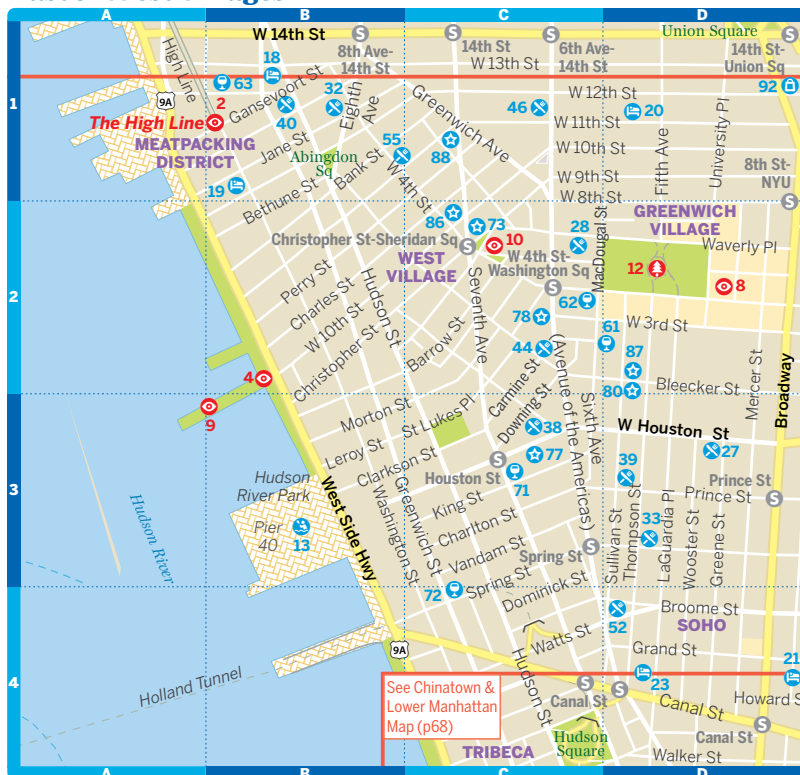 A
B
C
D
W 14th St
Union Square
8th Ave-
14th St
14th St
6th Ave-
14th St
14th St-
Union Sq
W 13th St
High Line
18
63
Gansevoort St
32
Eighth
Ave
Greenwich Ave
46
W 12th St
20
92
1
9A
2
The High Line
40
W 11th St
MEATPACKING
DISTRICT
Jane St
Abingdon
Sq
Bank St
55
88
W 10th St
Fifth Ave
University Pl
8th St-
NYU
19
Bethune St
W 4th St
W 9th St
W 8th St
86
73
28
MacDougal St
GREENWICH
VILLAGE
Christopher St-Sheridan Sq
10
Waverly Pl
WEST
VILLAGE
W 4th St-
Washington Sq
12
8
2
Perry St
Charles St
W 10th St
Christopher St
Hudson St
Seventh Ave
62
78
61
W 3rd St
Barrow St
44
87
(Avenue of the Americas)
4
80
Bleecker St
Mercer St
Broadway
9
Morton St
St Lukes Pl
Carmine St
Downing St
Sixth Ave
38
W Houston St
27
Leroy St
Clarkson St
77
39
Houston St
71
Prince St
3
Hudson
River Park
Prince St
Hudson River
Pier
40
13
West Side Hwy
Washington St
Greenwich St
King St
Charlton St
Vandam St
Spring St
33
Sullivan St
Thompson St
LaGuardia Pl
Wooster St
Greene St
72
Spring St
Dominick St
52
Broome St
SOHO
Watts St
Grand St
9A
21
4
Holland Tunnel
See Chinatown &
Lower Manhattan
Map (p68)
Hudson St
23
Canal St
Canal St
Howard S
Canal St
TRIBECA
Hudson
Square
Walker St
A
B
C
D